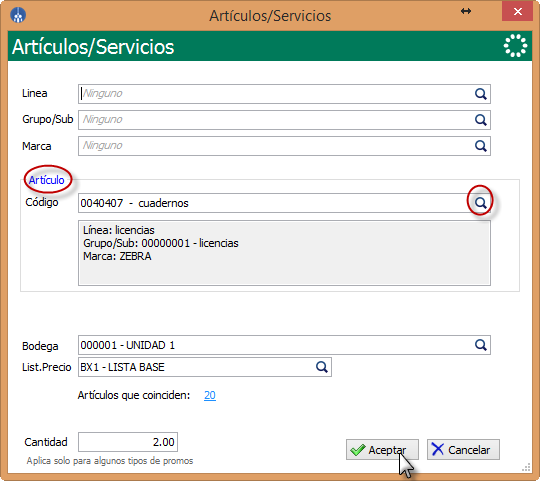 Artículos/Servicios
Artículos/Servicios
Linea Ninguno
Grupo/Sub Ninguno
Marca Ninguno
Artículo
Código 0040407 - cuadernos
Línea: licencias
Grupo/Sub: 00000001 - licencias
Marca: ZEBRA
Bodega 000001 - UNIDAD 1
List.Precio BX1 - LISTA BASE
Artículos que coinciden: 20
Cantidad 2.00 Aceptar Cancelar
Aplica solo para algunos tipos de promos